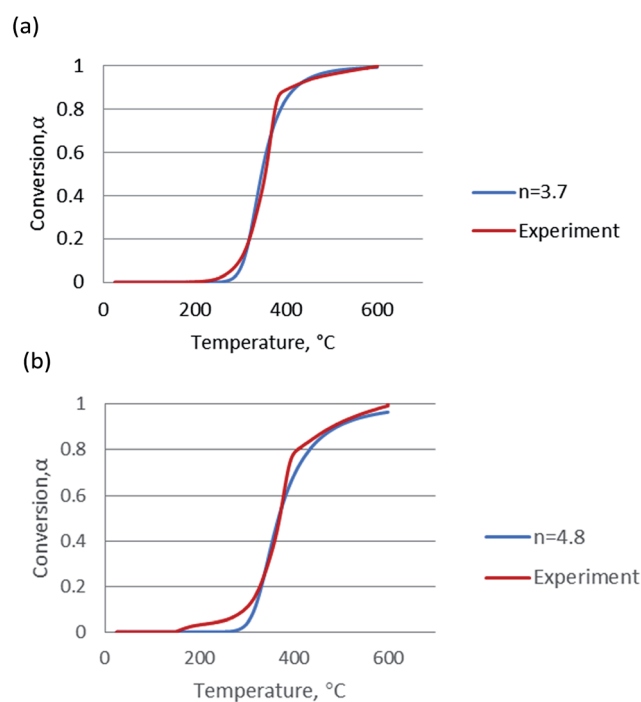 (a)
1
0.8
0.6
0.4
0.2
0
0 200 400 600
Conversion,α
Temperature, °C
n=3.7
Experiment
(b)
1
0.8
0.6
0.4
0.2
0
0 200 400 600
Conversion,α
Temperature, °C
n=4.8
Experiment